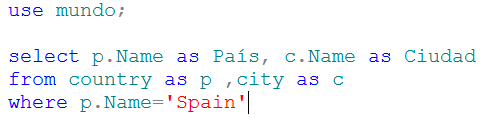 use mundo;
select p.Name as País, c.Name as Ciudad
from country as p ,city as c
where p.Name='Spain'